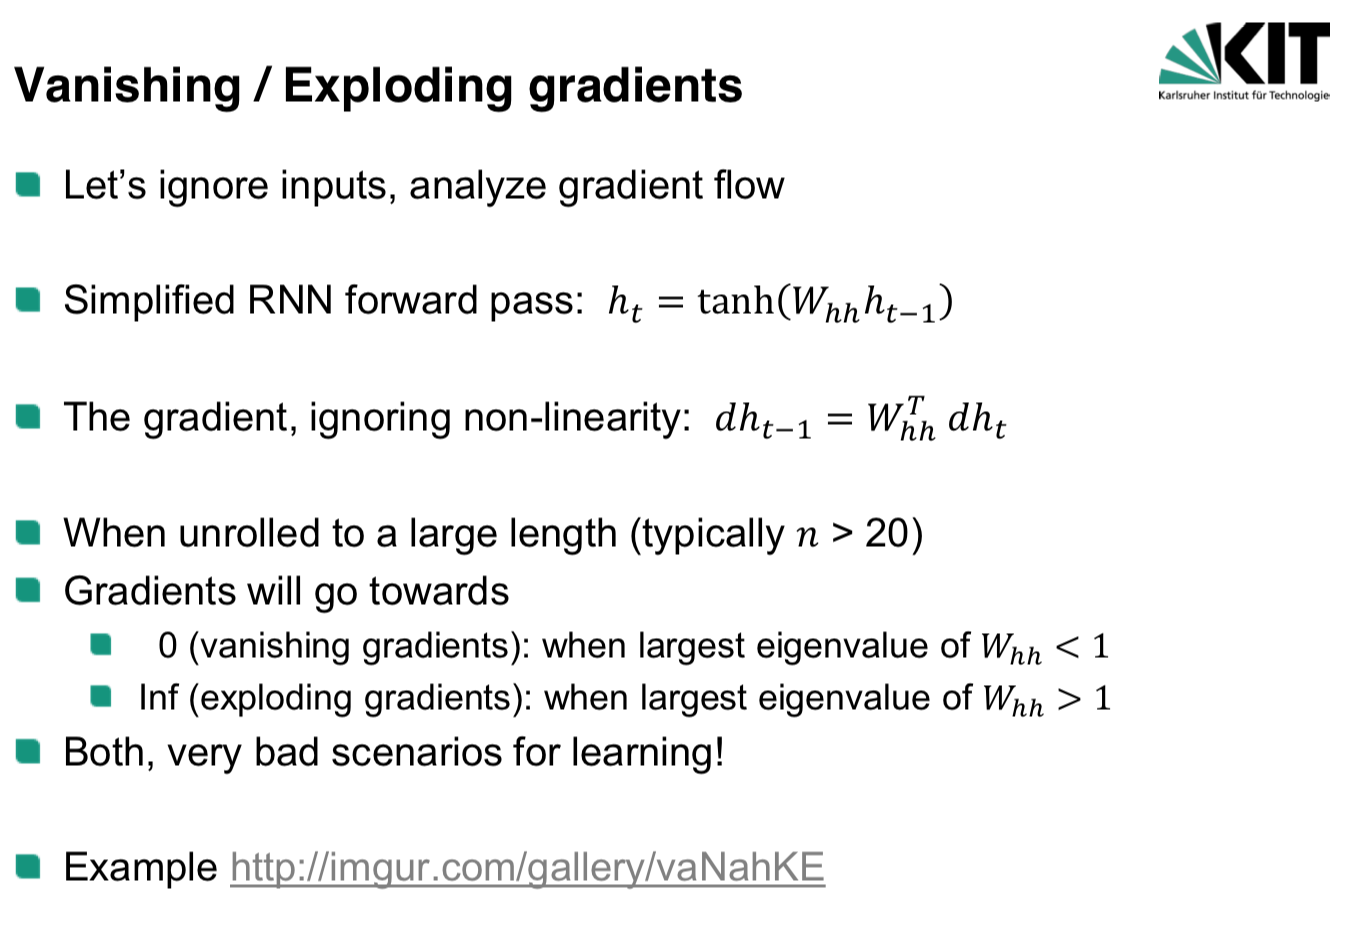 KIT
Karlsruher Institut für Technologie
Vanishing / Exploding gradients
Let's ignore inputs, analyze gradient flow
Simplified RNN forward pass: $h_t = \tanh(W_{hh} h_{t-1})$
The gradient, ignoring non-linearity: $dh_{t-1} = W_{hh}^T \, dh_t$
When unrolled to a large length (typically $n$ > 20)
Gradients will go towards
0 (vanishing gradients): when largest eigenvalue of $W_{hh} < 1$
Inf (exploding gradients): when largest eigenvalue of $W_{hh} > 1$
Both, very bad scenarios for learning!
Example http://imgur.com/gallery/vaNahKE